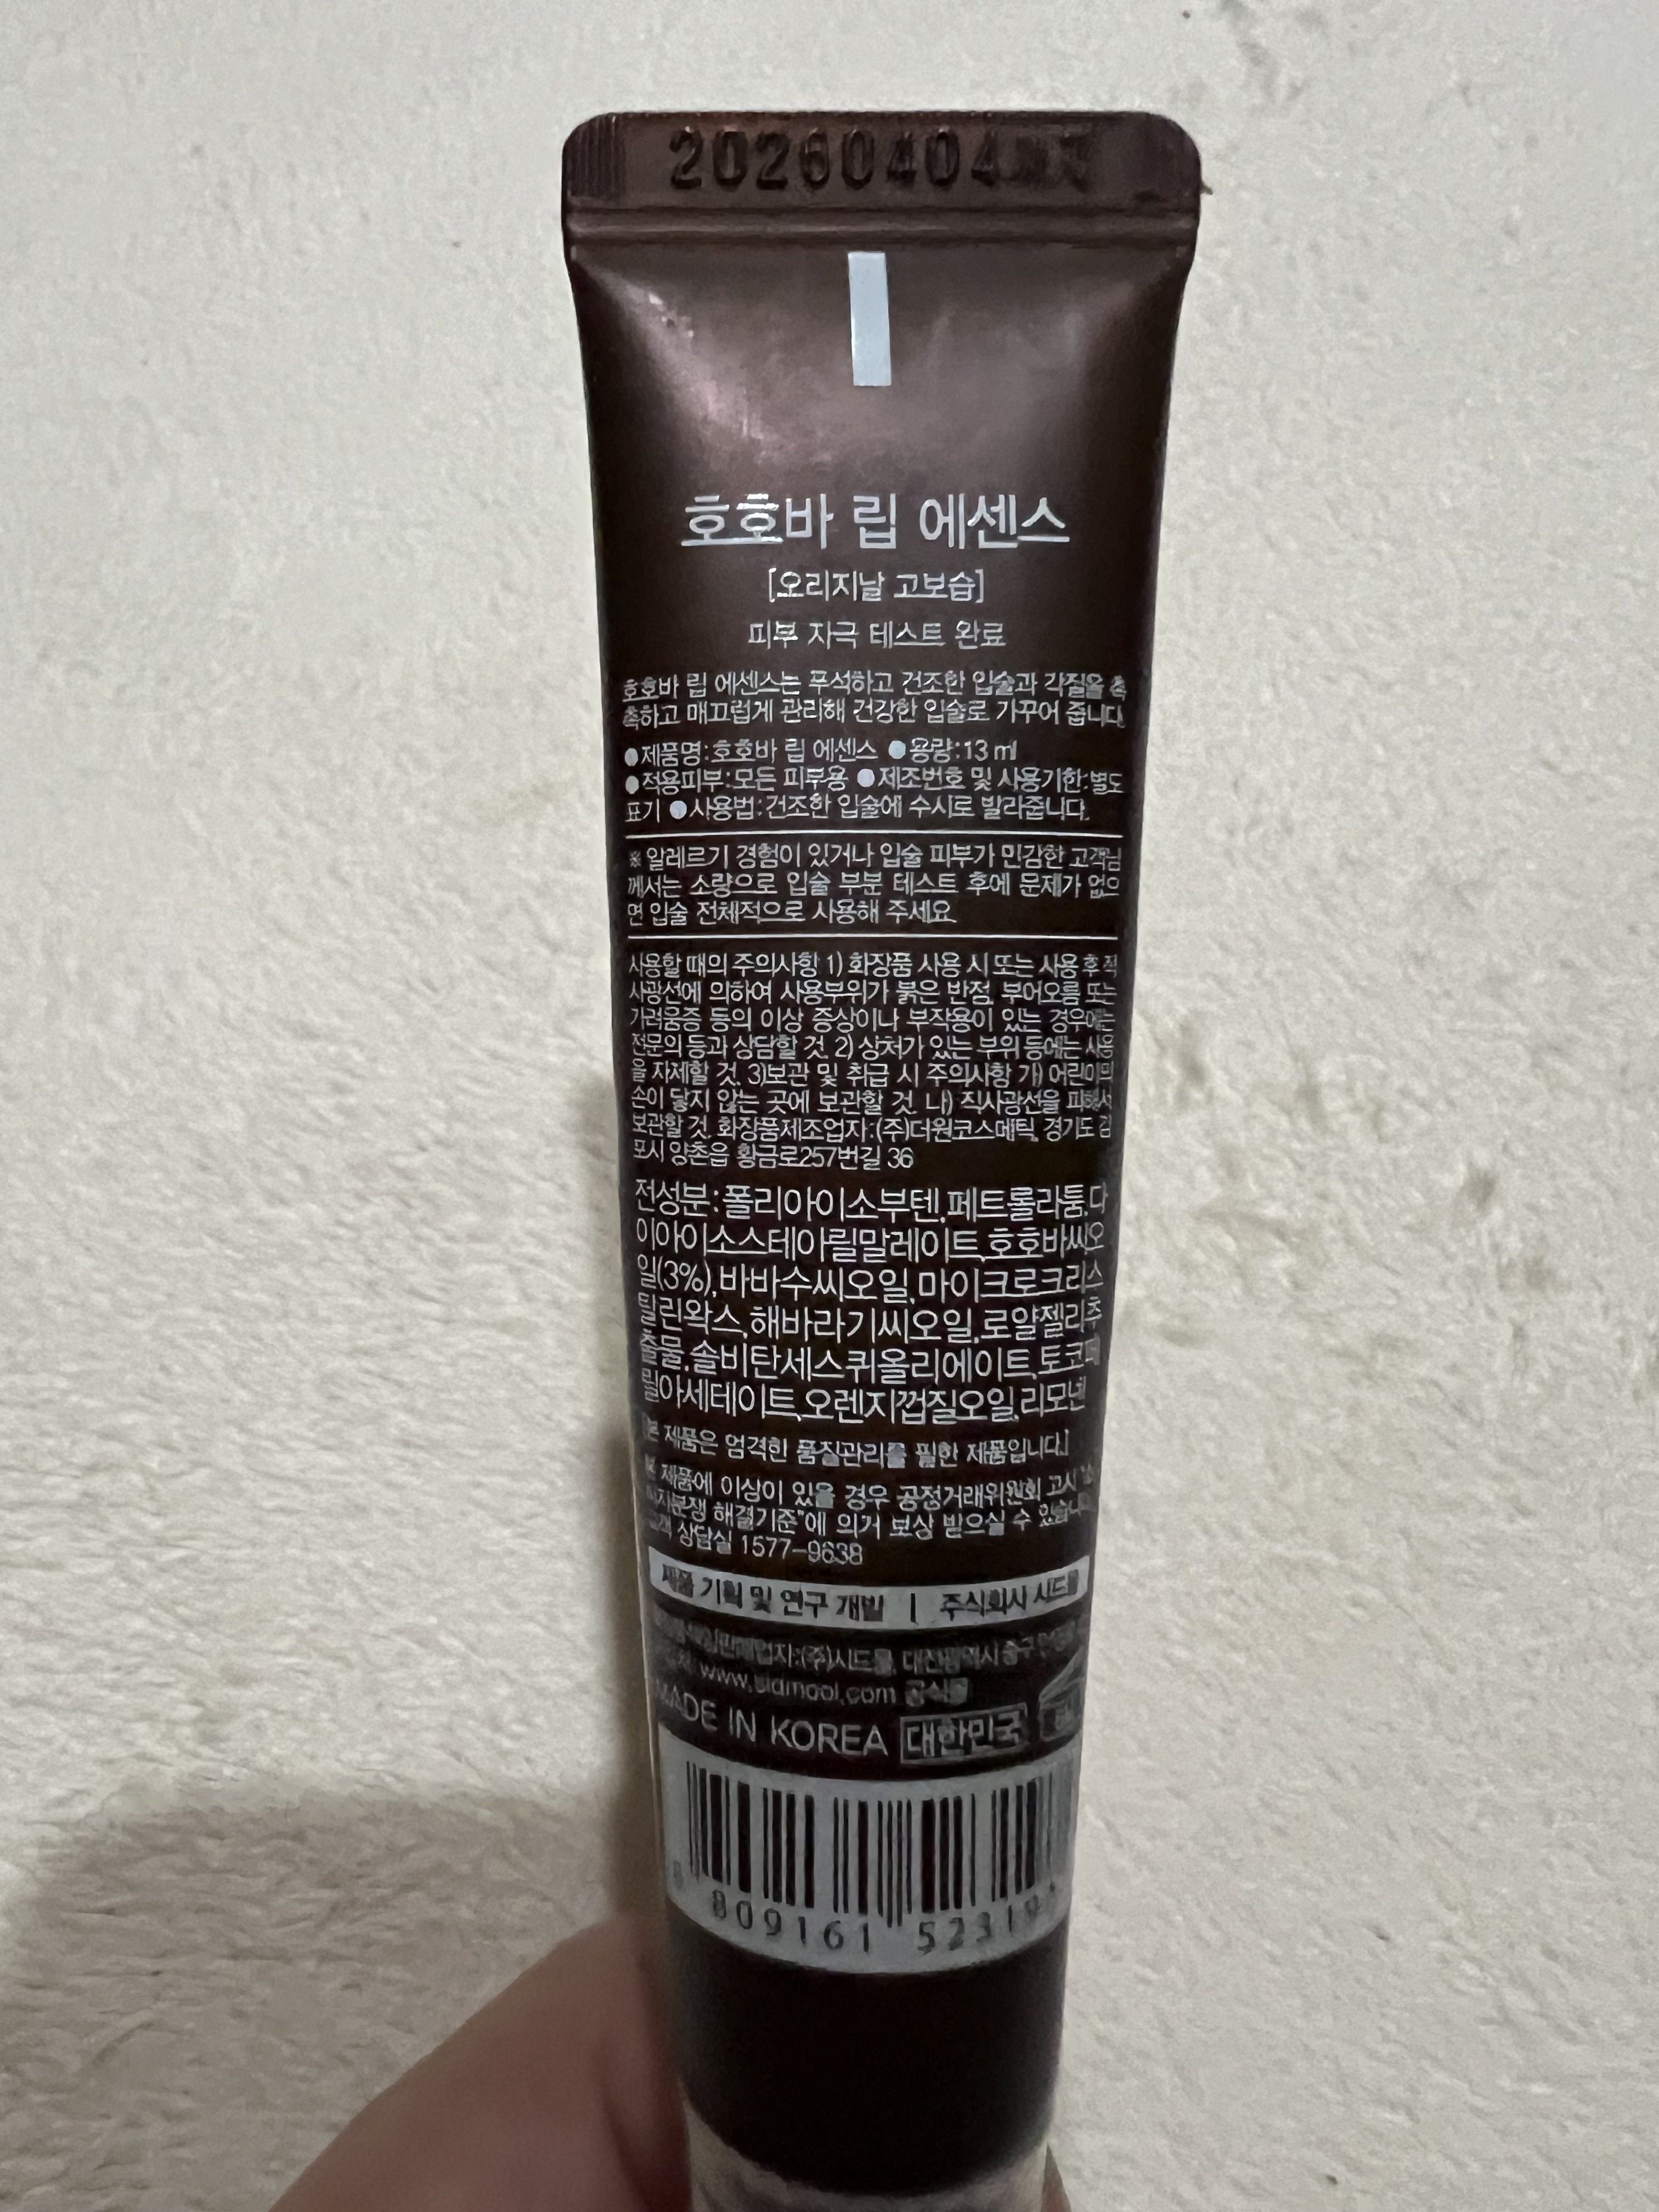 20260404
호호바 립 에센스
[오리지날 고보습]
피부 자극 테스트 완료
호호바 립 에센스는 푸석하고 건조한 입술과 각질을 촉
촉하고 매끄럽게 관리해 건강한 입술로 가꾸어 줍니다.
●제품명:호호바 립 에센스 ●용량:13 ml
●적용피부:모든 피부용 ●제조번호 및 사용기한:별도
표기 ●사용법:건조한 입술에 수시로 발라줍니다.
※ 알레르기 경험이 있거나 입술 피부가 민감한 고객님
께서는 소량으로 입술 부분 테스트 후에 문제가 없으
면 입술 전체적으로 사용해 주세요.
사용할 때의 주의사항 1) 화장품 사용 시 또는 사용 후 직
사광선에 의하여 사용부위가 붉은 반점, 부어오름 또는
가려움증 등의 이상 증상이나 부작용이 있는 경우에는
전문의 등과 상담할 것. 2) 상처가 있는 부위 등에는 사용
을 자제할 것. 3)보관 및 취급 시 주의사항 가) 어린이의
손이 닿지 않는 곳에 보관할 것. 나) 직사광선을 피해서
보관할 것. 화장품제조업자:(주)더원코스메틱, 경기도 김
포시 양촌읍 황금로257번길 36
전성분:폴리아이소부텐,페트롤라툼,다
이아이소스테아릴말레이트,호호바씨오
일(3%),바바수씨오일,마이크로크리스
탈린왁스,해바라기씨오일,로얄젤리추
출물,솔비탄세스퀴올리에이트,토코페
릴아세테이트,오렌지껍질오일,리모넨
[본 제품은 엄격한 품질관리를 필한 제품입니다.]
본 제품에 이상이 있을 경우 공정거래위원회 고시
해결기준"에 의거 보상 받으실 수 있습니다.
상담실 1577-9638
제품 기획 및 연구 개발 | 주식회사 시드물
(주)시드물, 대전광역시 중구
www.sidmool.com 공식몰
MADE IN KOREA 대한민국
8 809161 52319